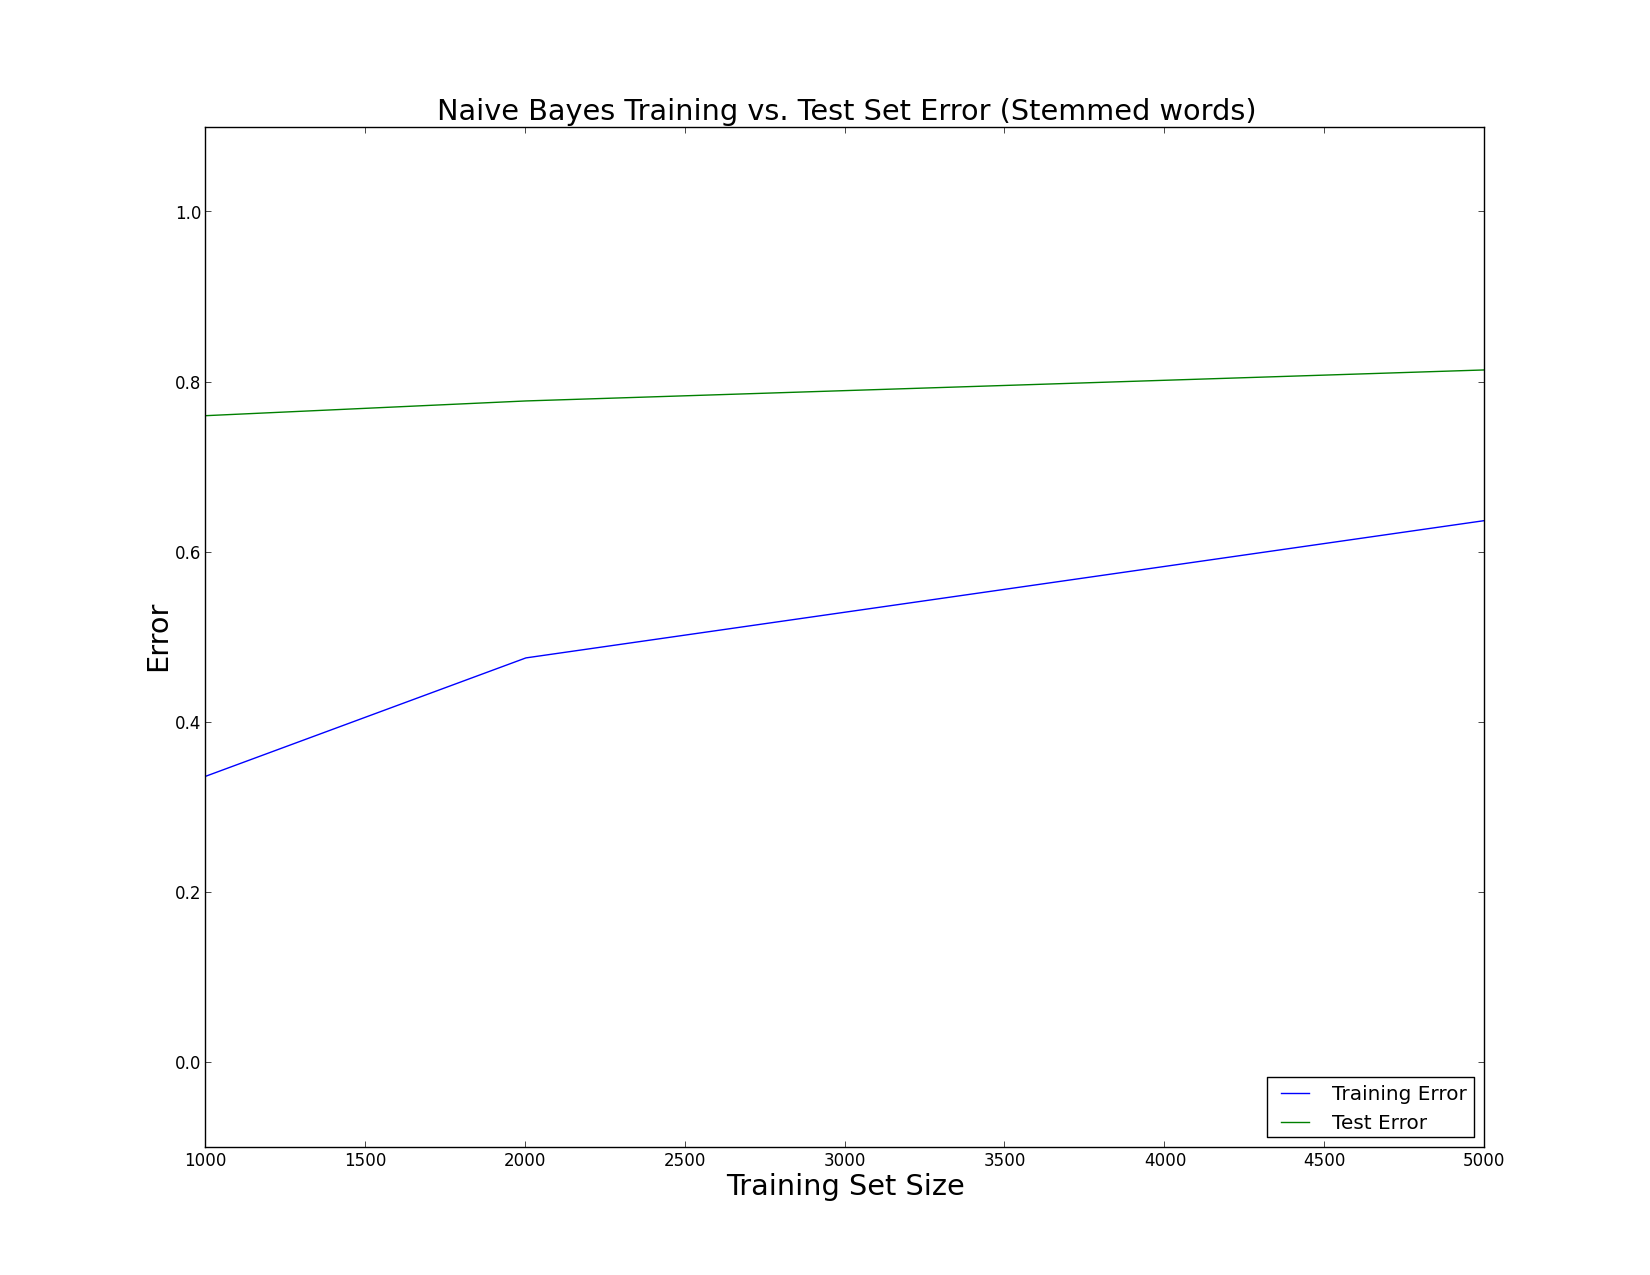 Naive Bayes Training vs. Test Set Error (Stemmed words)
1.0
0.8
0.6
0.4
0.2
0.0
Error
1000 1500 2000 2500 3000 3500 4000 4500 5000
Training Set Size
Training Error
Test Error